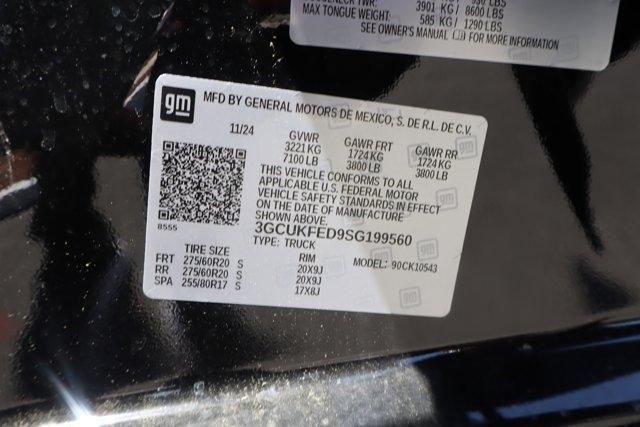 3901 KG / 8600 LBS
MAX TONGUE WEIGHT: 585 KG / 1290 LBS
SEE OWNER'S MANUAL FOR MORE INFORMATION
gm
MFD BY GENERAL MOTORS DE MEXICO, S. DE R.L. DE C.V.
11/24 GVWR GAWR FRT GAWR RR
3221 KG 1724 KG 1724 KG
7100 LB 3800 LB 3800 LB
THIS VEHICLE CONFORMS TO ALL
APPLICABLE U.S. FEDERAL MOTOR
VEHICLE SAFETY STANDARDS IN EFFECT
ON THE DATE OF MANUFACTURE
SHOWN ABOVE.
8555
3GCUKFED9SG199560
TYPE: TRUCK
TIRE SIZE RIM MODEL: 90CK10543
FRT 275/60R20 S 20X9J
RR 275/60R20 S 20X9J
SPA 255/80R17 S 17X8J